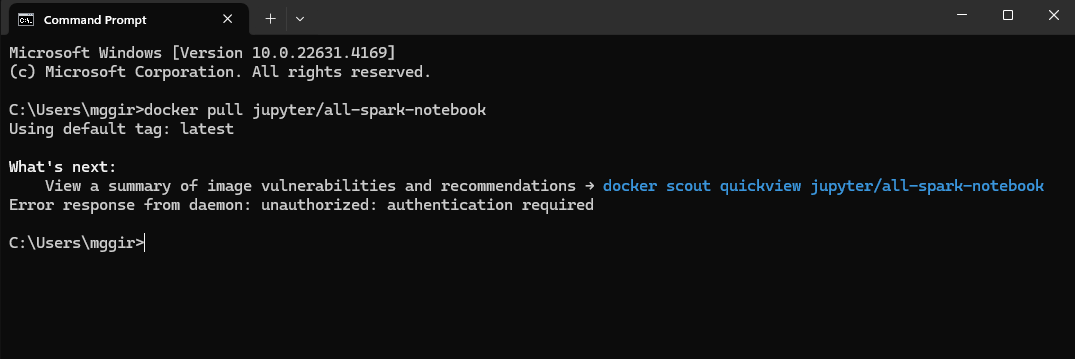 Command Prompt
Microsoft Windows [Version 10.0.22631.4169]
(c) Microsoft Corporation. All rights reserved.
C:\Users\mggir>docker pull jupyter/all-spark-notebook
Using default tag: latest
What's next:
View a summary of image vulnerabilities and recommendations → docker scout quickview jupyter/all-spark-notebook
Error response from daemon: unauthorized: authentication required
C:\Users\mggir>